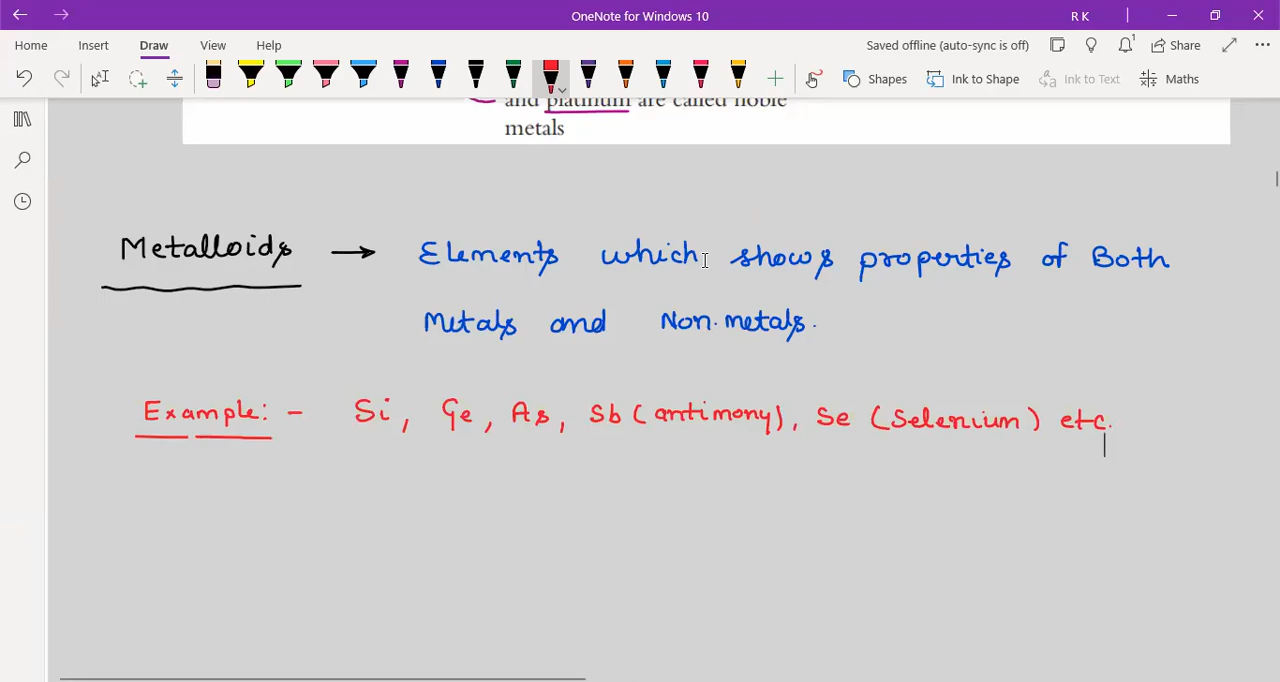 OneNote for Windows 10
R K
Home Insert Draw View Help
Saved offline (auto-sync is off)
Share
Shapes
Ink to Shape
Ink to Text
Maths
and platinum are called noble
metals
Metalloids → Elements which shows properties of Both
Metals and Non-metals.
Example:- Si, Ge, As, Sb (antimony), Se (Selenium) etc.